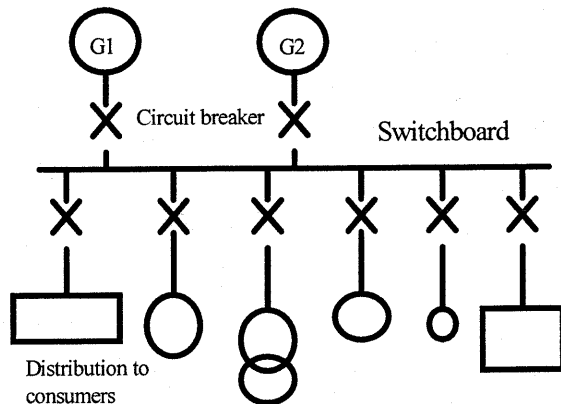 G1
G2
Circuit breaker
Switchboard
Distribution to
consumers